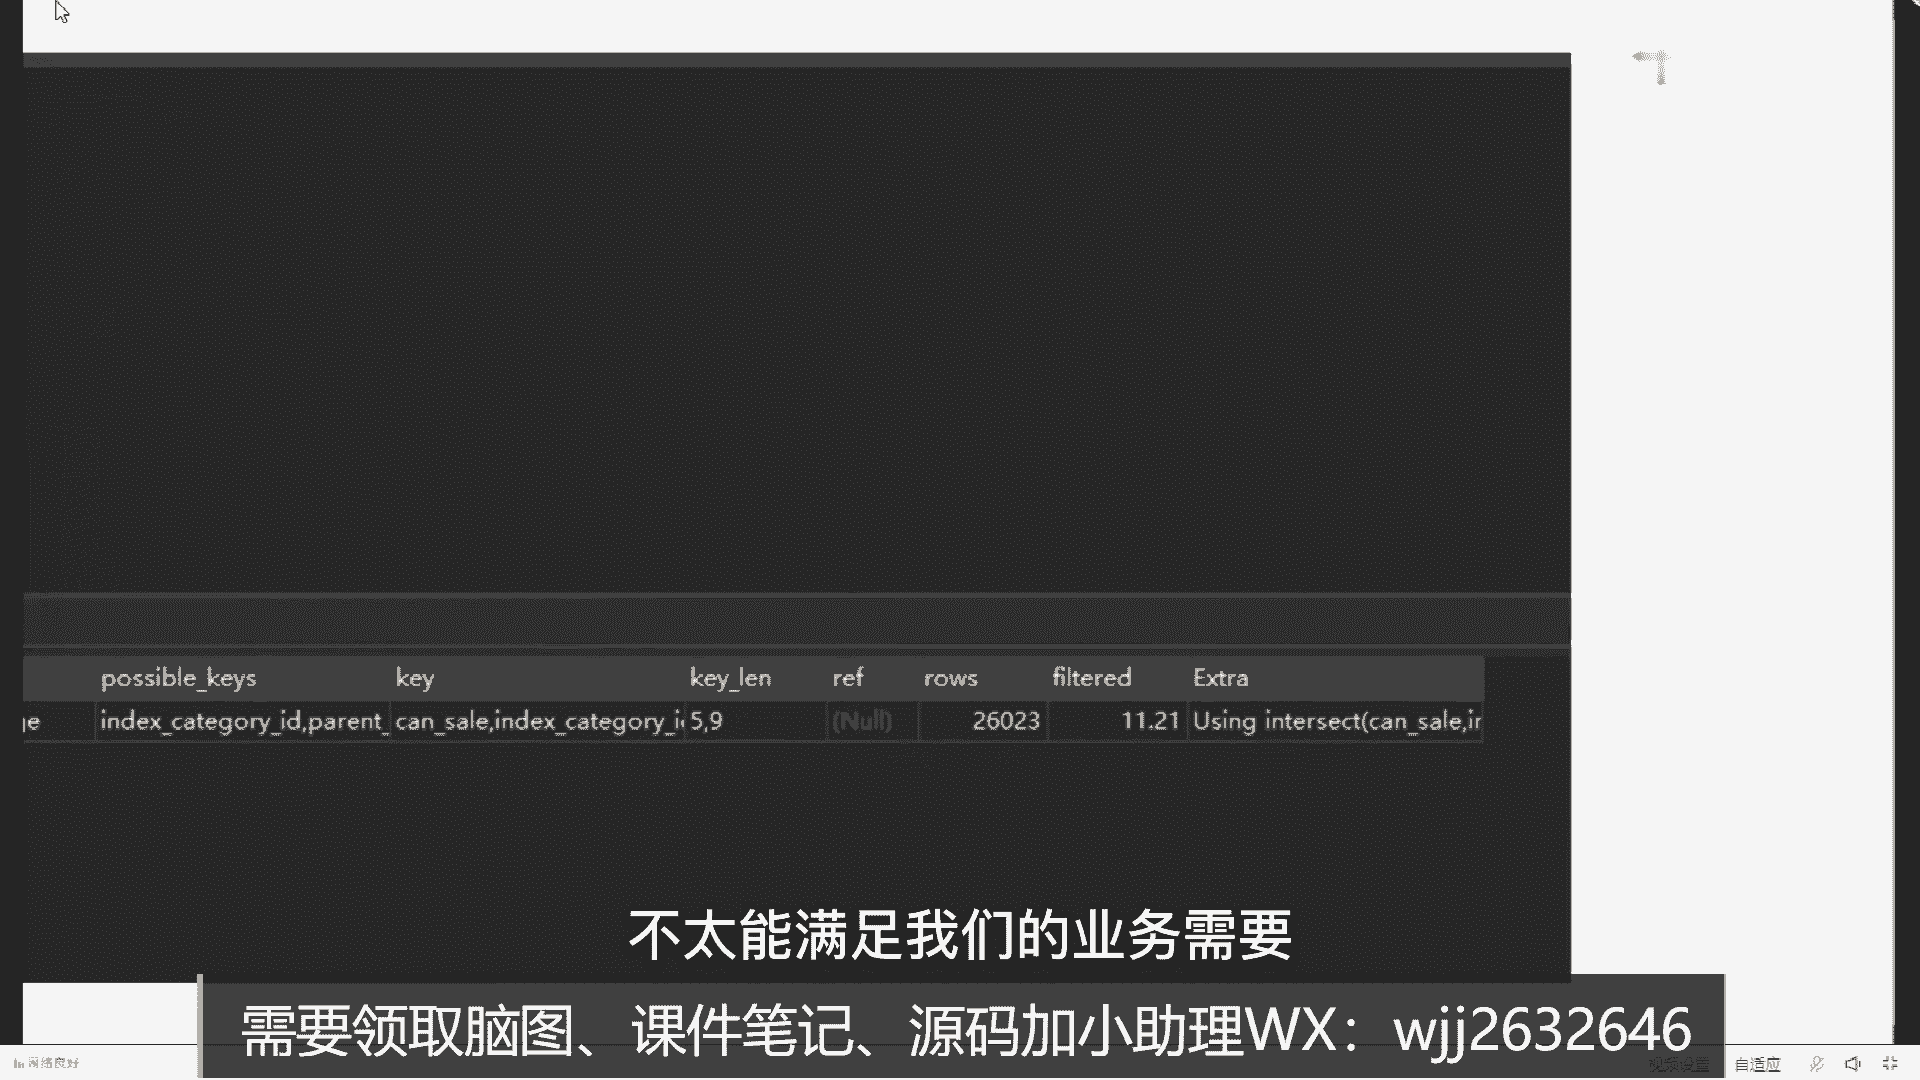 possible_keys key key_len ref rows filtered Extra
ge index_category_id,parent_ can_sale,index_category_i 5,9 (Null) 26023 11.21 Using intersect(can_sale,ir
不太能满足我们的业务需要
需要领取脑图、课件笔记、源码加小助理WX：wjj2632646
网络良好 视频设置 自适应